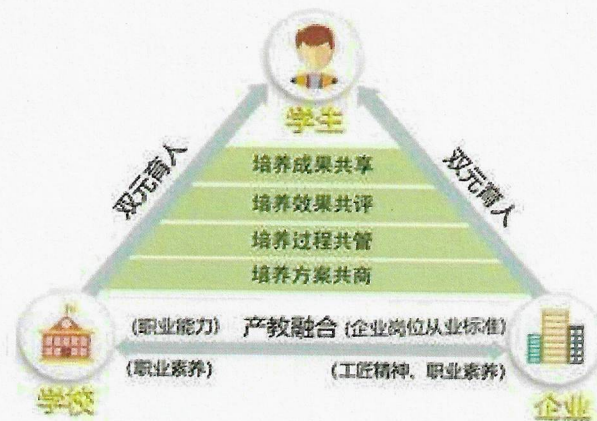 学生
双元育人
双元育人
培养成果共享
培养效果共评
培养过程共管
培养方案共商
(职业能力) 产教融合 (企业岗位从业标准)
(职业素养) (工匠精神、职业素养)
学校
企业